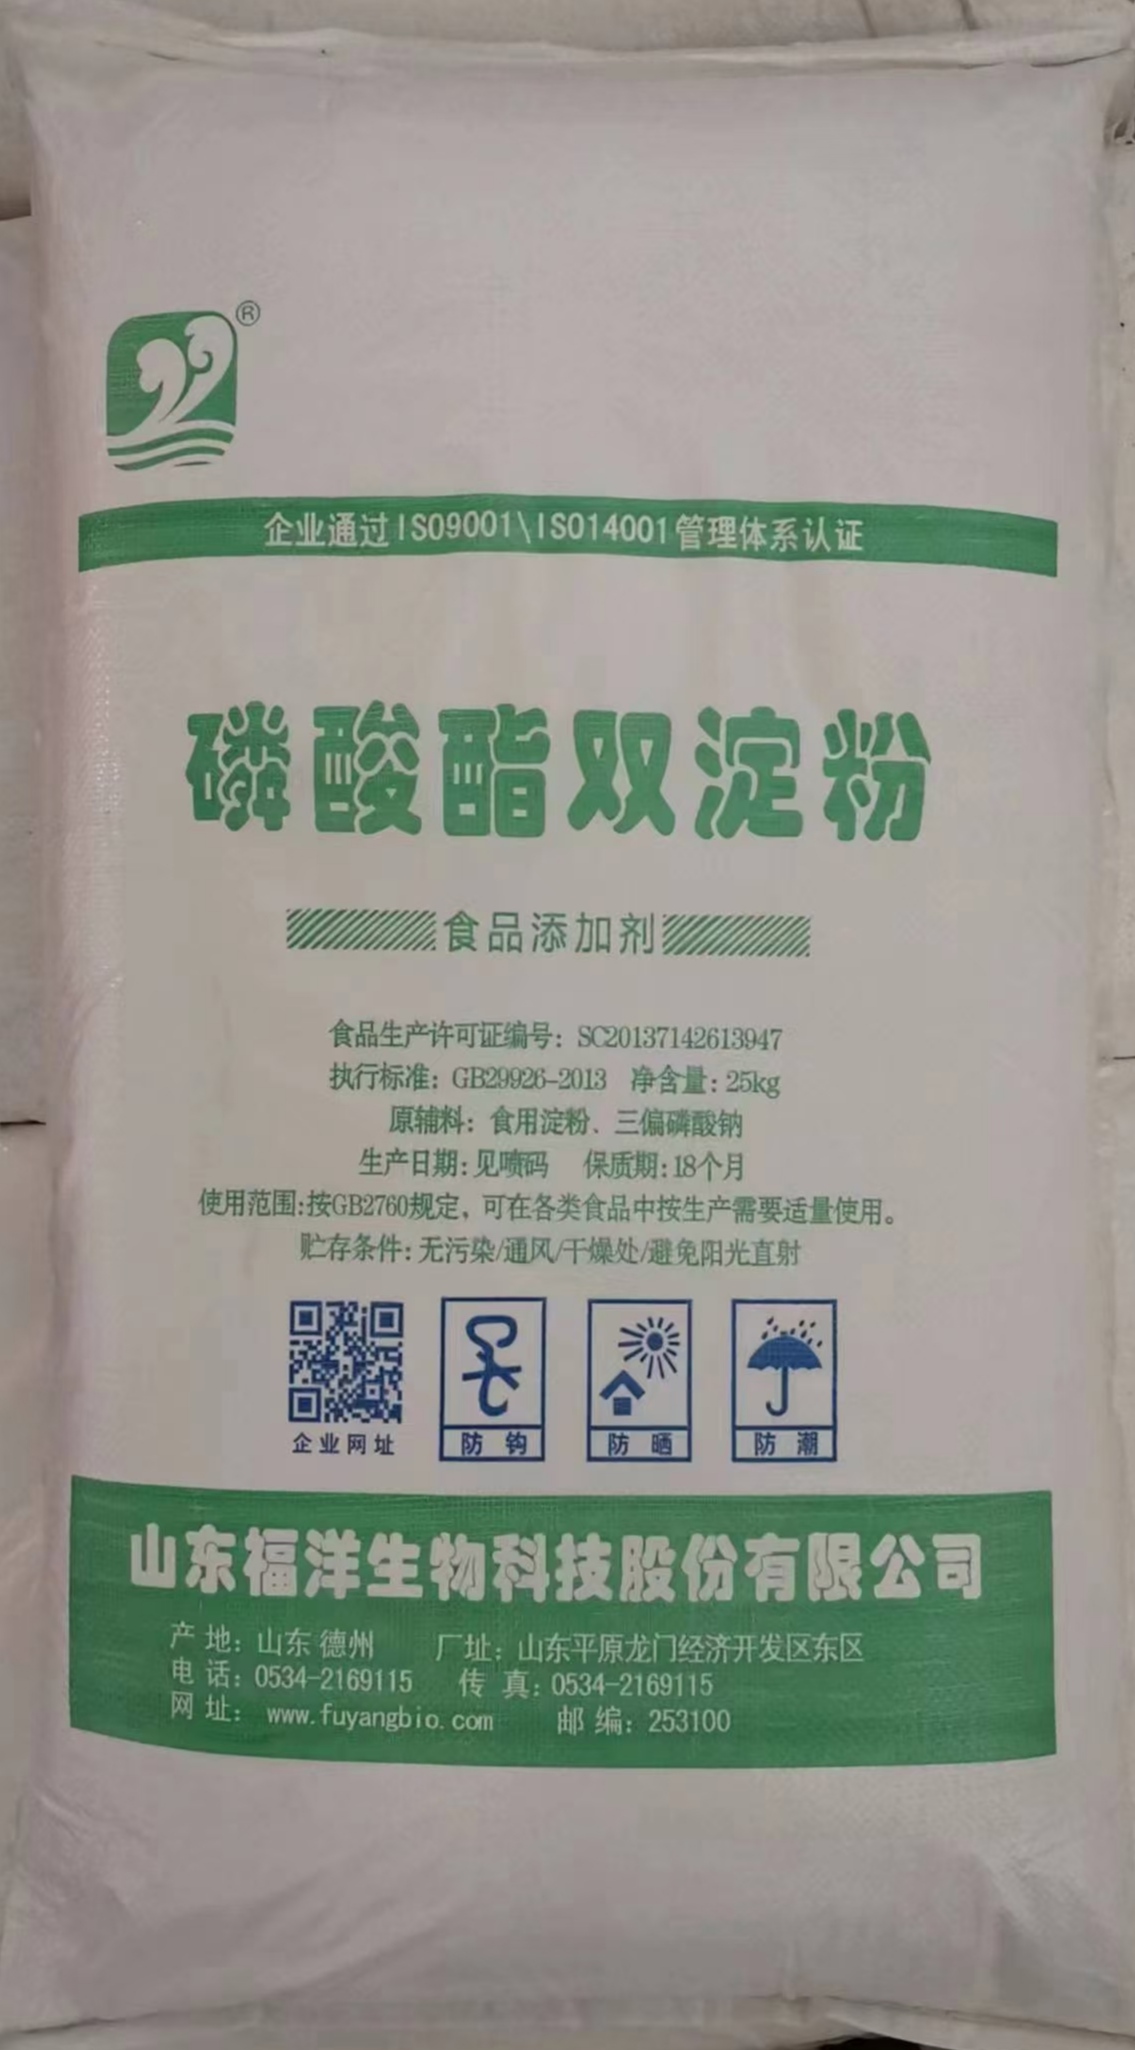 ®
企业通过ISO9001\ISO14001管理体系认证
磷酸酯双淀粉
食品添加剂
食品生产许可证编号：SC20137142613947
执行标准：GB29926-2013 净含量：25kg
原辅料：食用淀粉、三偏磷酸钠
生产日期：见喷码 保质期：18个月
使用范围：按GB2760规定，可在各类食品中按生产需要适量使用。
贮存条件：无污染/通风/干燥处/避免阳光直射
企业网址 防钩 防晒 防潮
山东福洋生物科技股份有限公司
产地：山东 德州 厂址：山东平原龙门经济开发区东区
电话：0534-2169115 传真：0534-2169115
网址：www.fuyangbio.com 邮编：253100